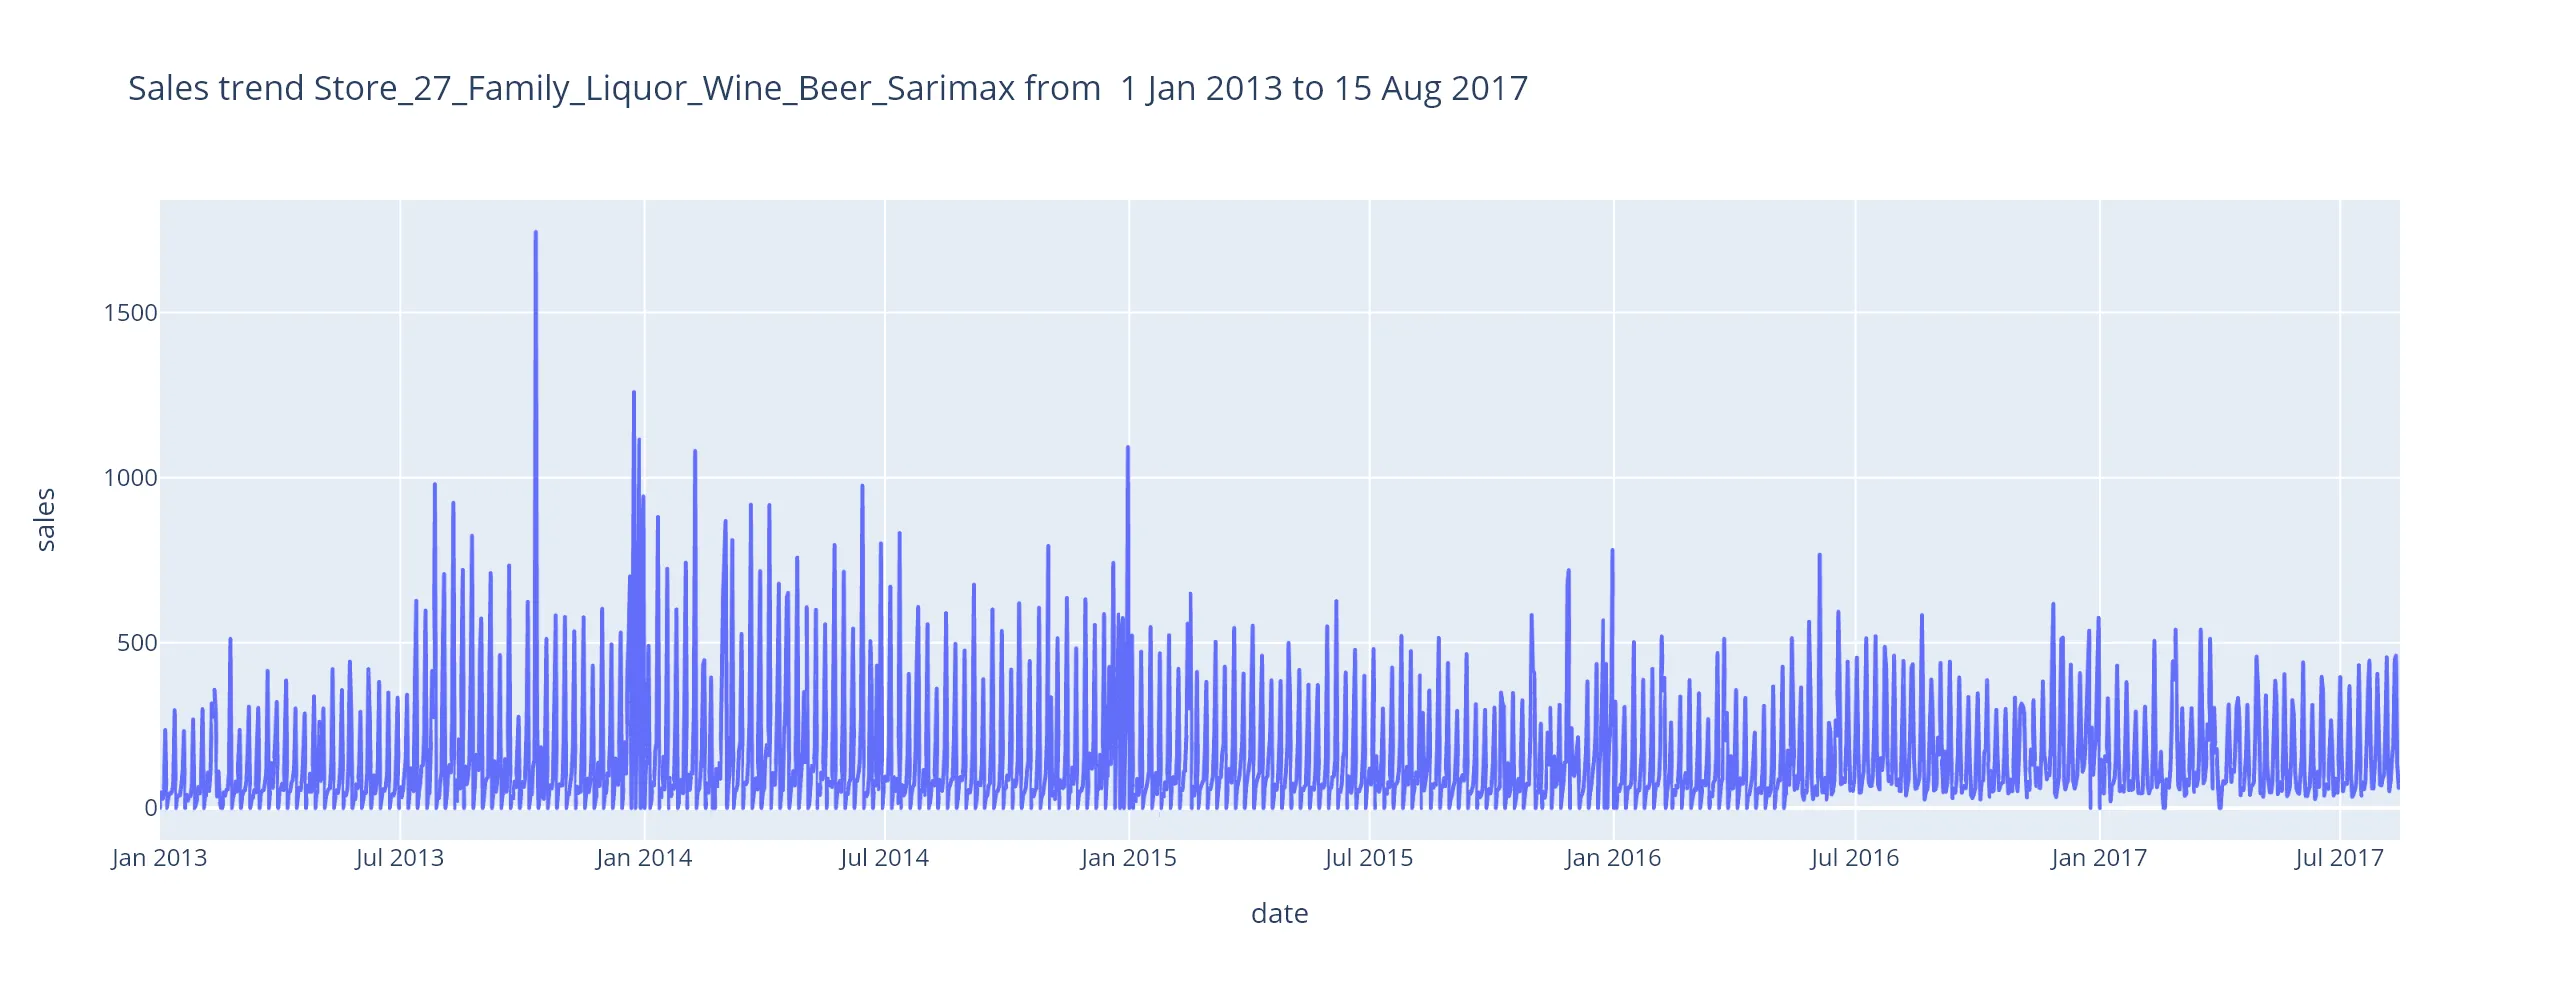 Sales trend Store_27_Family_Liquor_Wine_Beer_Sarimax from  1 Jan 2013 to 15 Aug 2017
1500
1000
500
0
sales
Jan 2013 Jul 2013 Jan 2014 Jul 2014 Jan 2015 Jul 2015 Jan 2016 Jul 2016 Jan 2017 Jul 2017
date